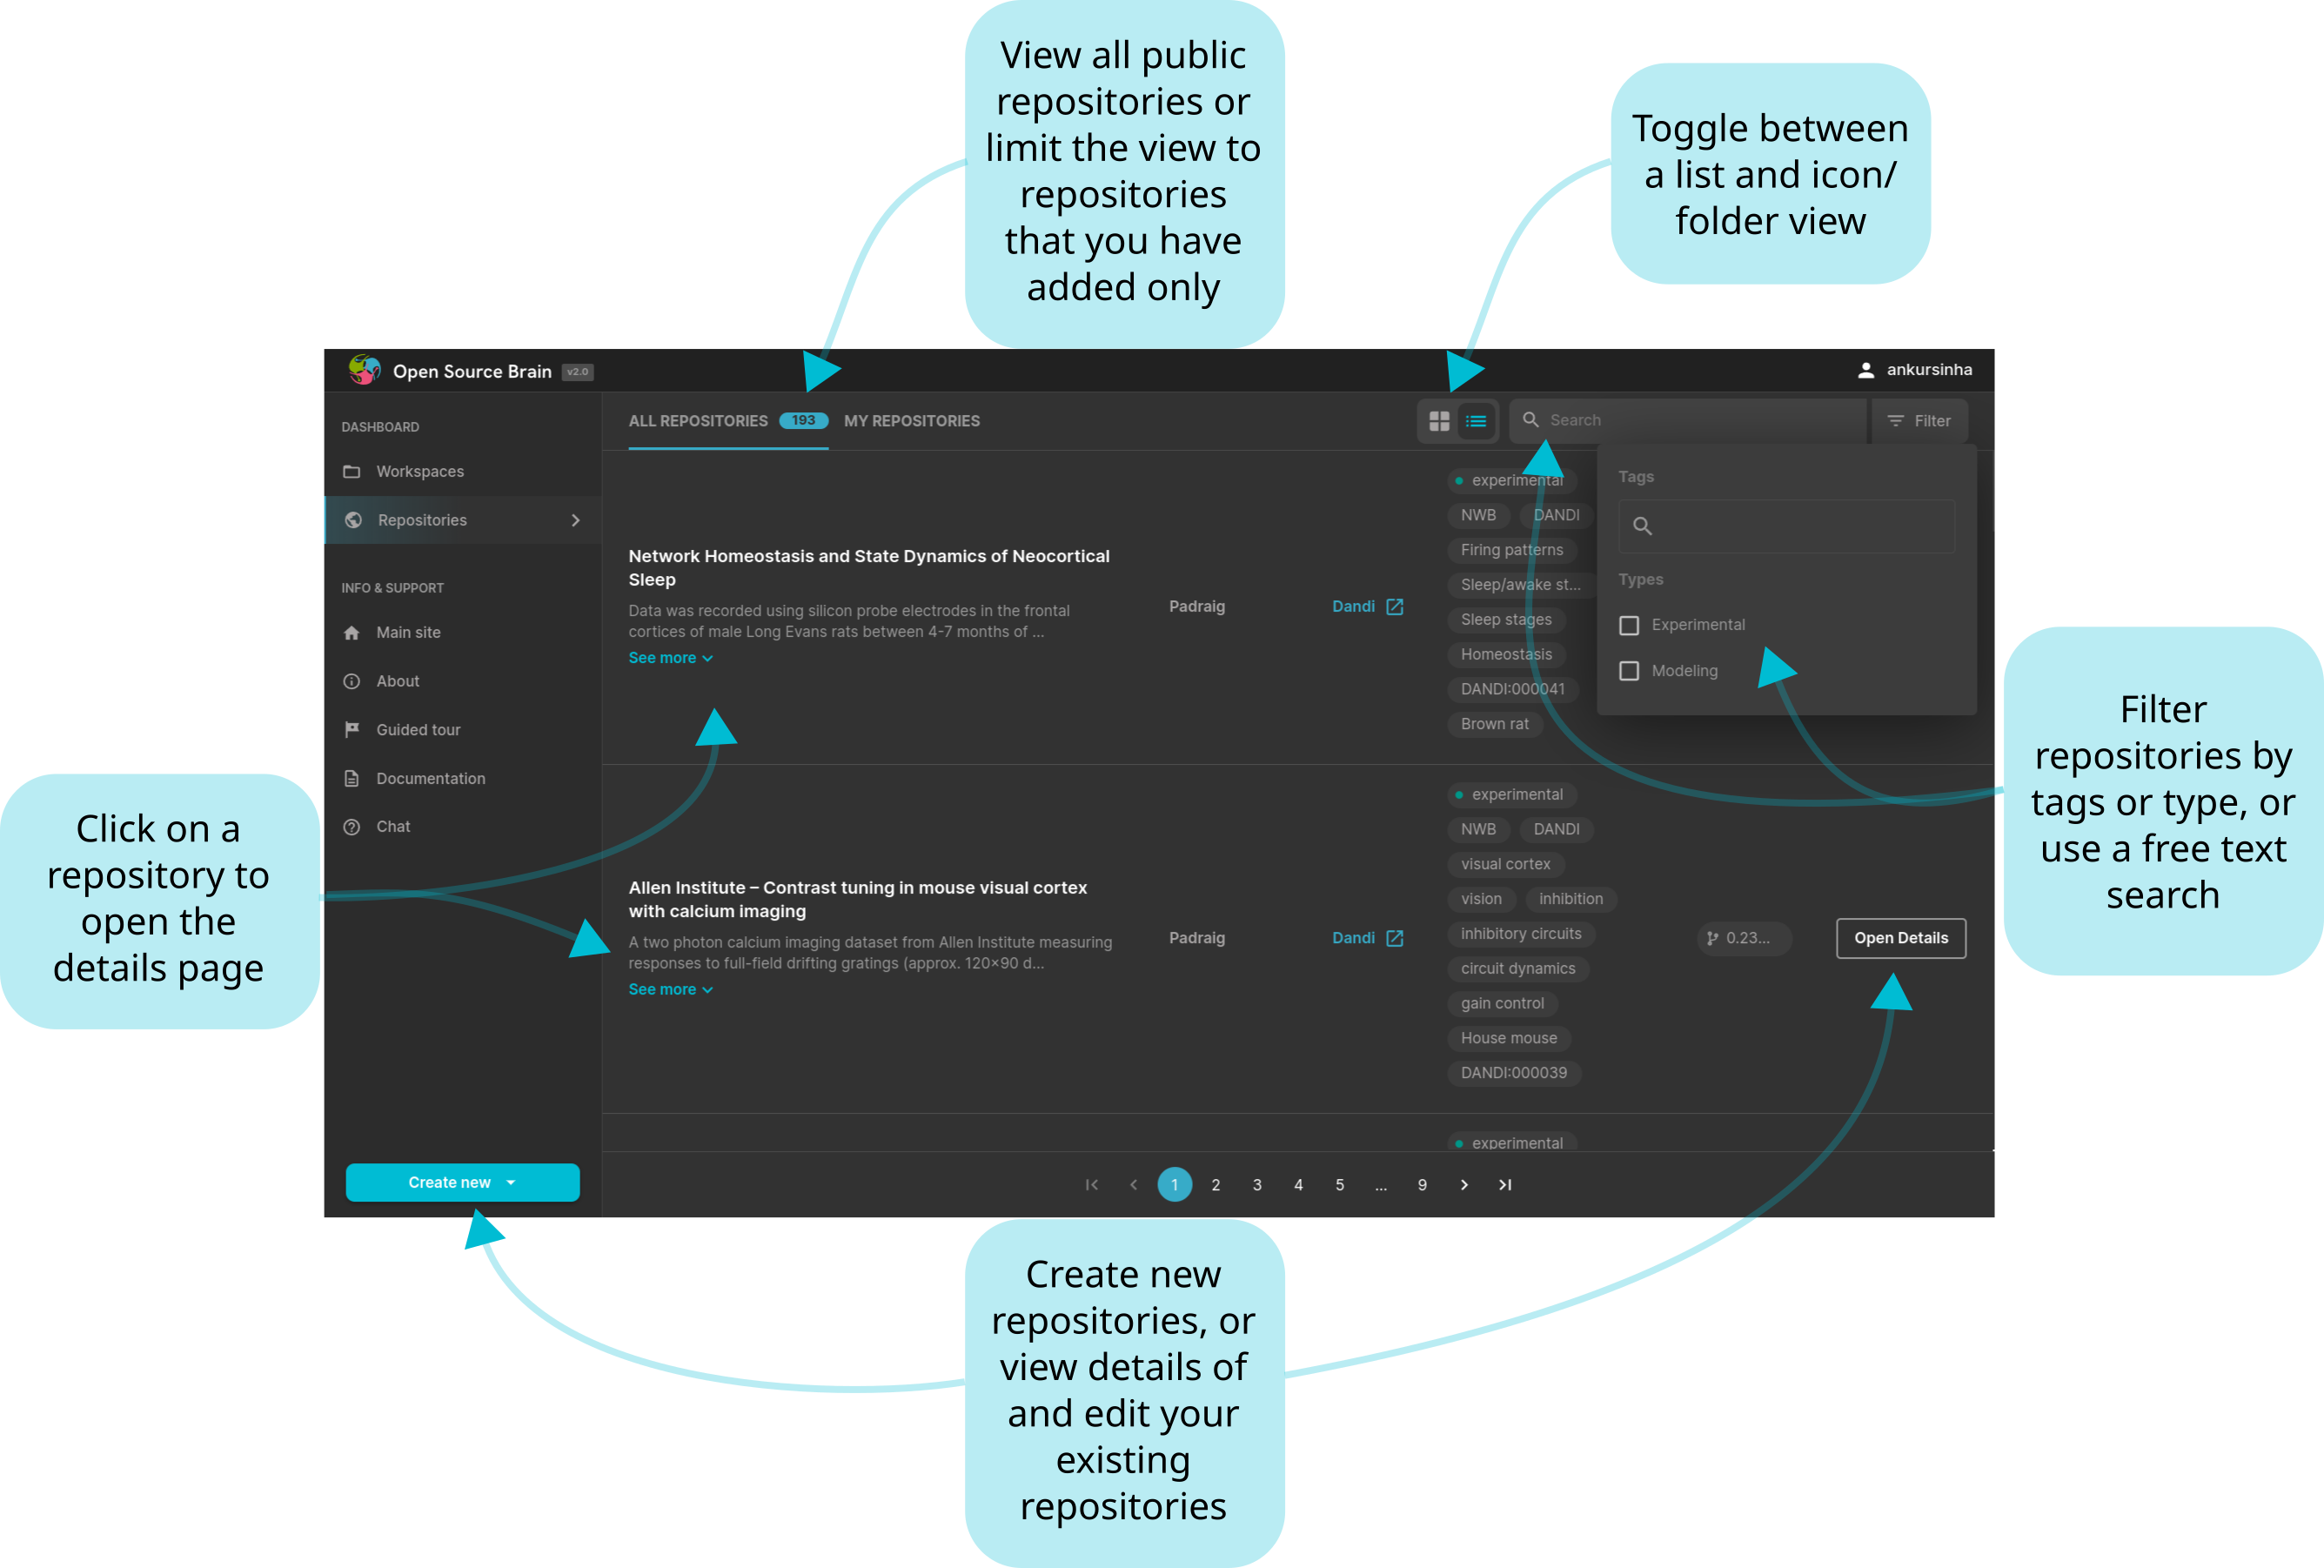 View all public
repositories or
limit the view to
repositories
that you have
added only
Toggle between
a list and icon/
folder view
Open Source Brain v2.0
ankursinha
DASHBOARD
Workspaces
Repositories
INFO & SUPPORT
Main site
About
Guided tour
Documentation
Chat
Create new
ALL REPOSITORIES 193 MY REPOSITORIES
Search
Filter
Tags
Types
Experimental
Modeling
Network Homeostasis and State Dynamics of Neocortical
Sleep
Data was recorded using silicon probe electrodes in the frontal
cortices of male Long Evans rats between 4-7 months of ...
See more
Padraig
Dandi
experimental
NWB DANDI
Firing patterns
Sleep/awake st...
Sleep stages
Homeostasis
DANDI:000041
Brown rat
Allen Institute – Contrast tuning in mouse visual cortex
with calcium imaging
A two photon calcium imaging dataset from Allen Institute measuring
responses to full-field drifting gratings (approx. 120×90 d...
See more
Padraig
Dandi
experimental
NWB DANDI
visual cortex
vision inhibition
inhibitory circuits
circuit dynamics
gain control
House mouse
DANDI:000039
0.23...
Open Details
experimental
1 2 3 4 5 ... 9
Click on a
repository to
open the
details page
Filter
repositories by
tags or type, or
use a free text
search
Create new
repositories, or
view details of
and edit your
existing
repositories